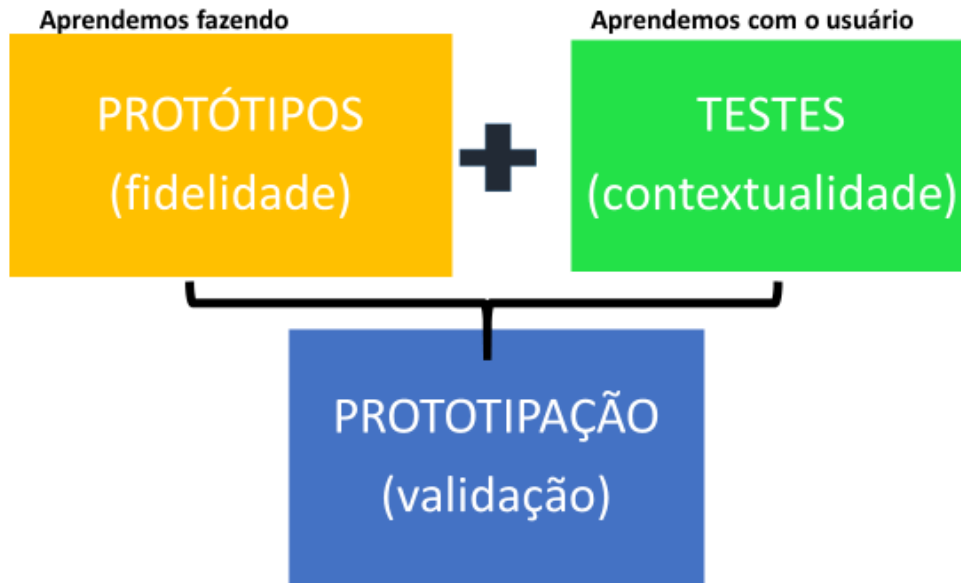 Aprendemos fazendo
Aprendemos com o usuário
PROTÓTIPOS
(fidelidade)
TESTES
(contextualidade)
PROTOTIPAÇÃO
(validação)